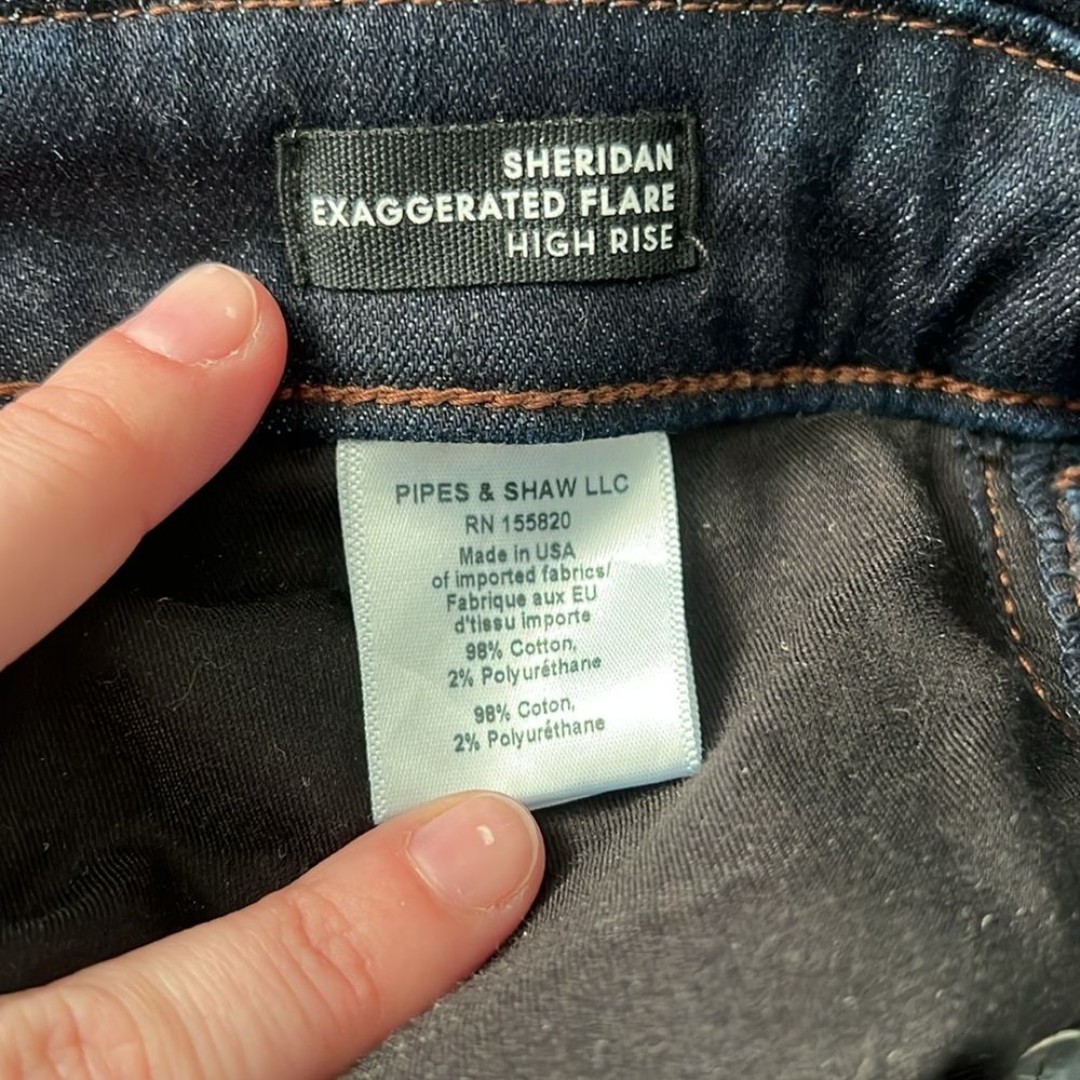 SHERIDAN
EXAGGERATED FLARE
HIGH RISE
PIPES & SHAW LLC
RN 155820
Made in USA
of imported fabrics/
Fabrique aux EU
d'tissu importe
98% Cotton,
2% Polyuréthane
98% Coton,
2% Polyuréthane